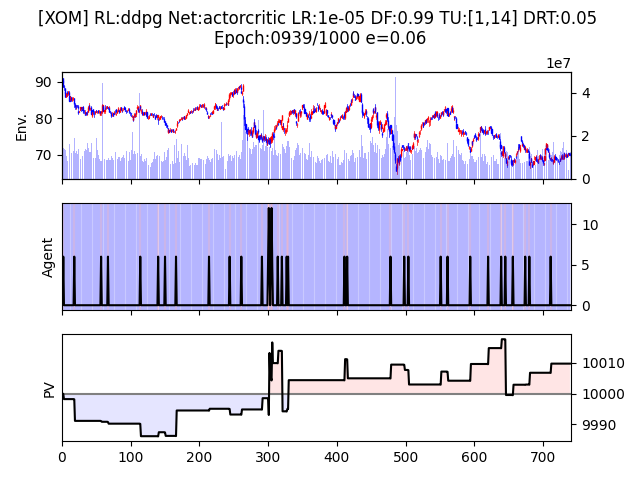 [XOM] RL:ddpg Net:actorcritic LR:1e-05 DF:0.99 TU:[1,14] DRT:0.05
Epoch:0939/1000 e=0.06
1e7
Env.
90
80
70
4
2
0
Agent
10
5
0
PV
10010
10000
9990
0 100 200 300 400 500 600 700